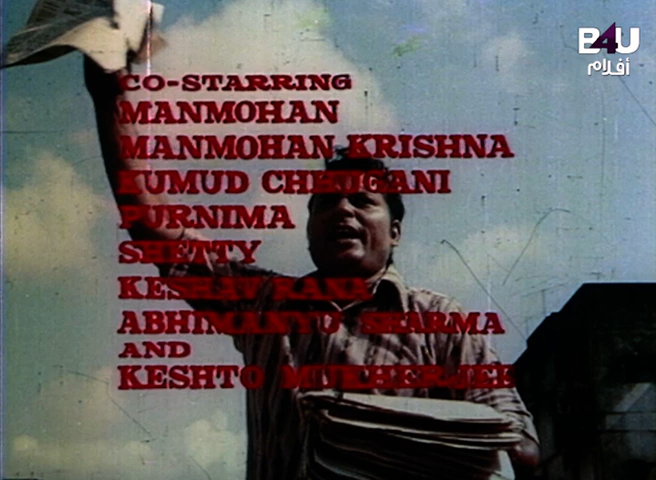 B4U
أفلام
CO-STARRING
MANMOHAN
MANMOHAN KRISHNA
KUMUD CHHUGANI
PURNIMA
SHETTY
KESHAV RANA
ABHIMANYU SHARMA
AND
KESHTO MUKHERJEE